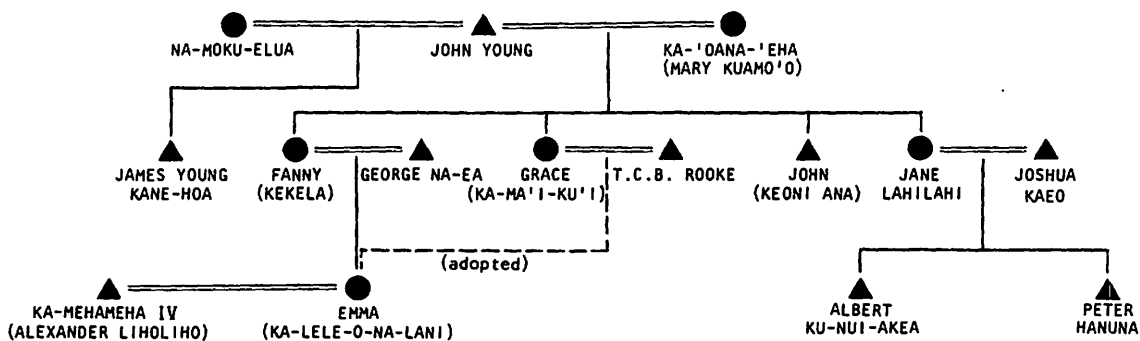 NA-MOKU-ELUA
JOHN YOUNG
KA-'OANA-'EHA
(MARY KUAMO'O)
JAMES YOUNG
KANE-HOA
FANNY
(KEKELA)
GEORGE NA-EA
GRACE
(KA-MA'I-KU'I)
T.C.B. ROOKE
JOHN
(KEONI ANA)
JANE
LAHILAHI
JOSHUA
KAEO
(adopted)
KA-MEHAMEHA IV
(ALEXANDER LIHOLIHO)
EMMA
(KA-LELE-O-NA-LANI)
ALBERT
KU-NUI-AKEA
PETER
HANUNA